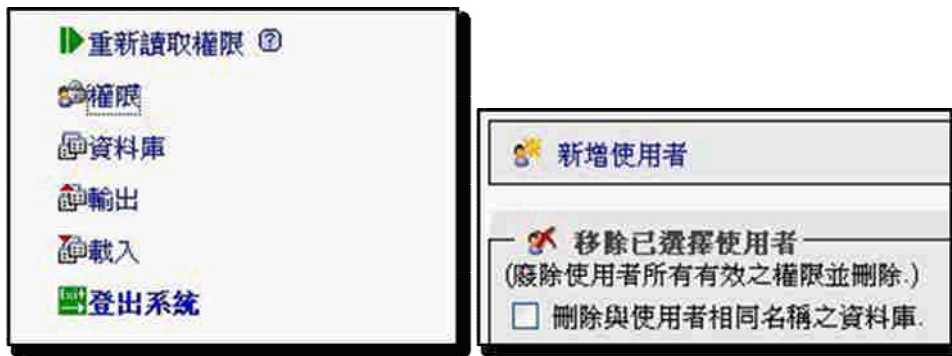 重新讀取權限
權限
資料庫
輸出
載入
登出系統
新增使用者
移除已選擇使用者
(廢除使用者所有有效之權限並刪除.)
刪除與使用者相同名稱之資料庫.